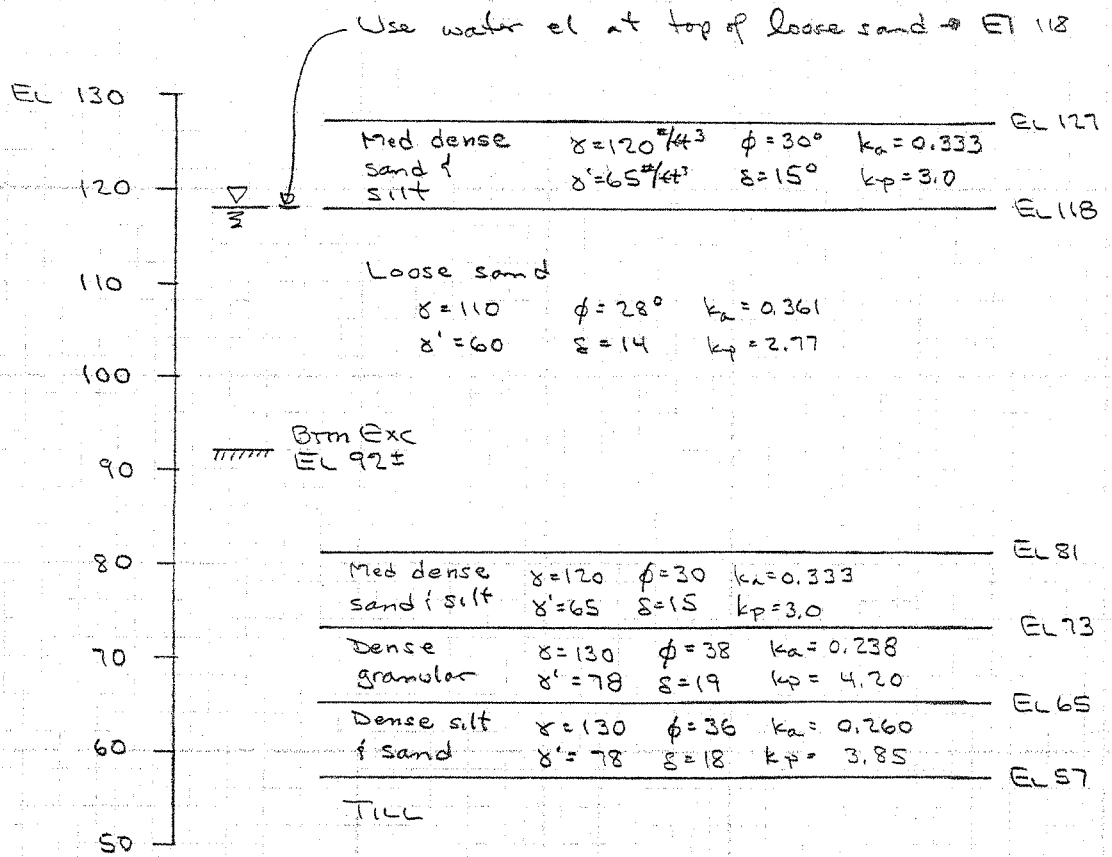 Use water el at top of loose sand → El 118
EL 130
EL 127
Med dense γ=120 #/ft³ φ=30° ka=0.333
sand & γ'=65 #/ft³ δ=15° kp=3.0
silt
120
EL 118
Loose sand
110
γ=110 φ=28° ka=0.361
γ'=60 δ=14 kp=2.77
100
Btm Exc
EL 92±
90
EL 81
80
Med dense γ=120 φ=30 ka=0.333
sand & silt γ'=65 δ=15 kp=3.0
EL 73
70
Dense γ=130 φ=38 ka=0.238
granular γ'=78 δ=19 kp=4.20
EL 65
Dense silt γ=130 φ=36 ka=0.260
& sand γ'=78 δ=18 kp=3.85
60
EL 57
TILL
50